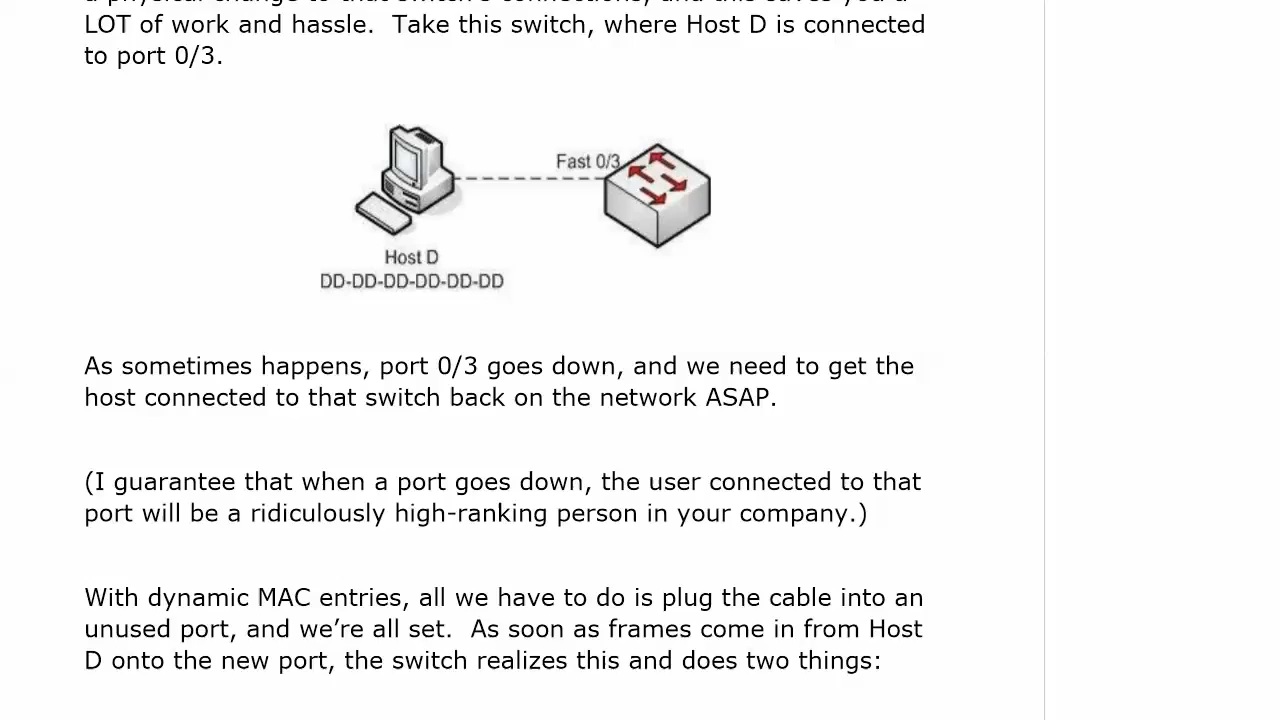 LOT of work and hassle.  Take this switch, where Host D is connected
to port 0/3.
Fast 0/3
Host D
DD-DD-DD-DD-DD-DD
As sometimes happens, port 0/3 goes down, and we need to get the
host connected to that switch back on the network ASAP.
(I guarantee that when a port goes down, the user connected to that
port will be a ridiculously high-ranking person in your company.)
With dynamic MAC entries, all we have to do is plug the cable into an
unused port, and we’re all set.  As soon as frames come in from Host
D onto the new port, the switch realizes this and does two things: